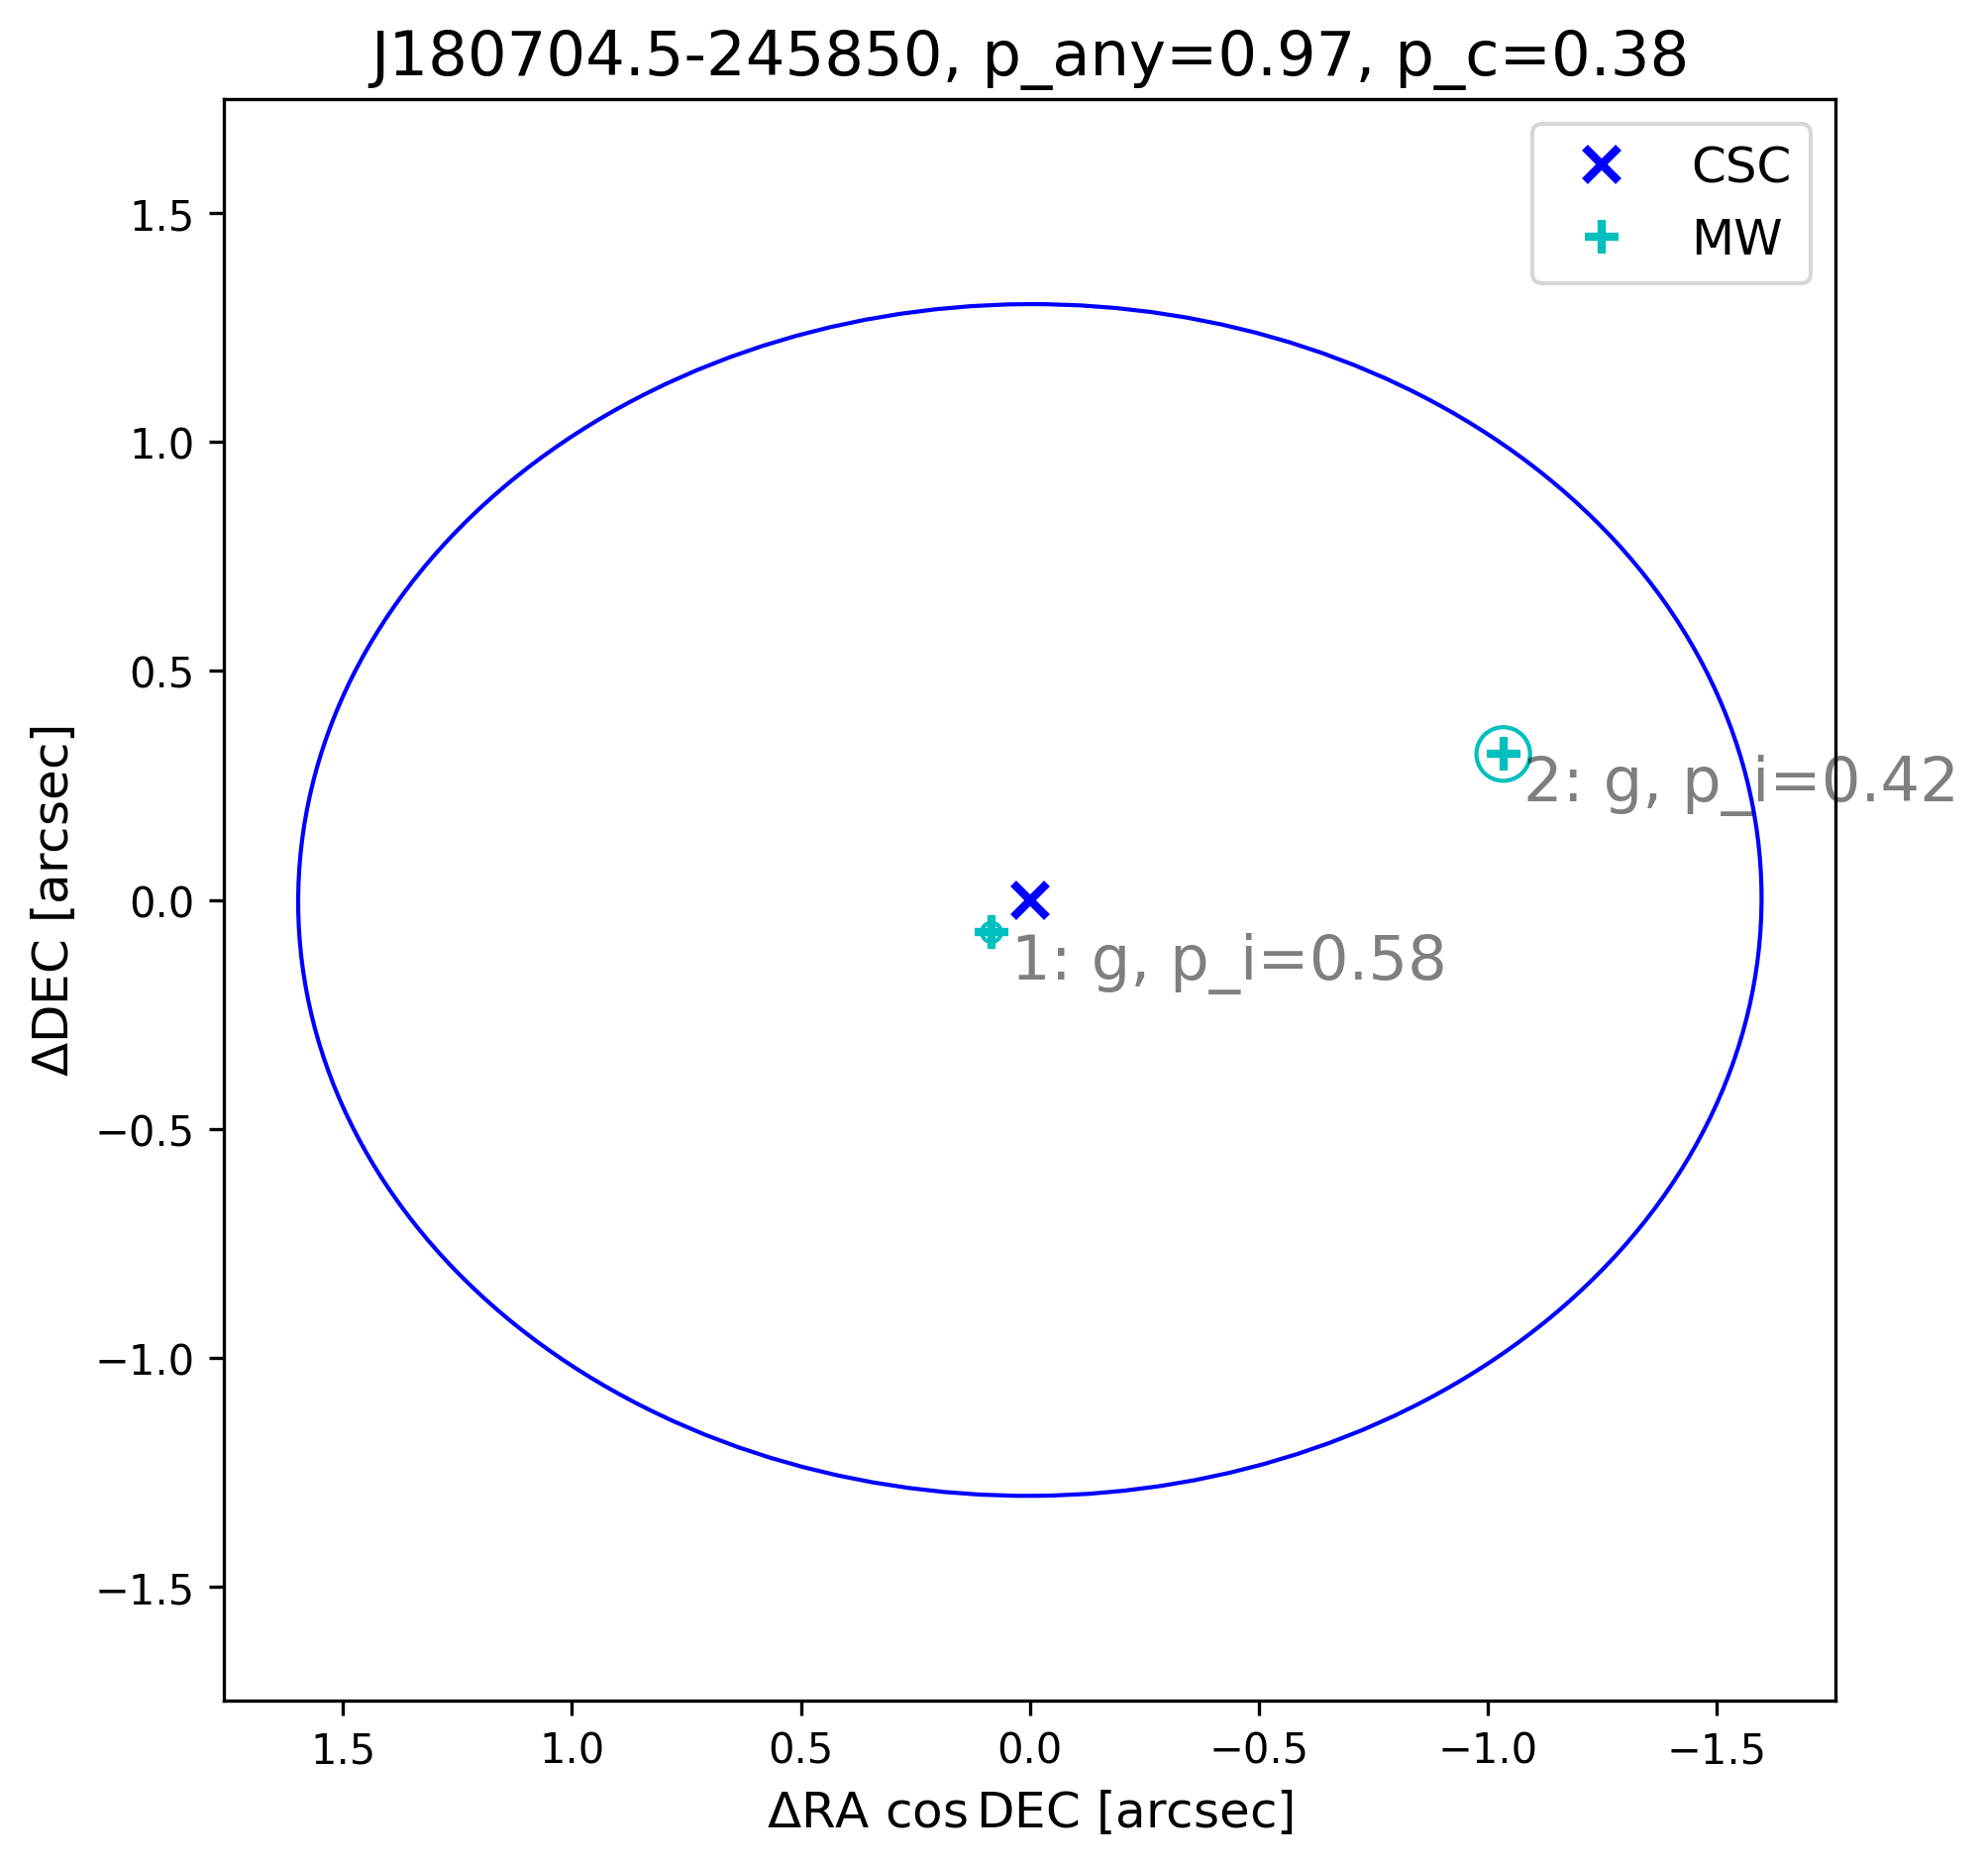 J180704.5-245850, p_any=0.97, p_c=0.38
CSC
MW
1.5
1.0
0.5
0.0
−0.5
−1.0
−1.5
ΔDEC [arcsec]
2: g, p_i=0.42
1: g, p_i=0.58
1.5
1.0
0.5
0.0
−0.5
−1.0
−1.5
ΔRA cos DEC [arcsec]